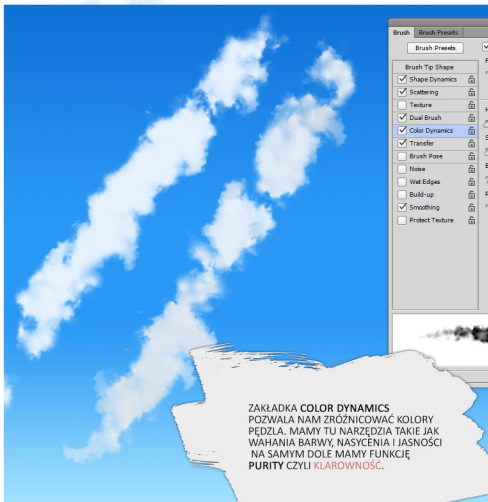 Brush Brush Presets
Brush Presets
Brush Tip Shape
Shape Dynamics
Scattering
Texture
Dual Brush
Color Dynamics
Transfer
Brush Pose
Noise
Wet Edges
Build-up
Smoothing
Protect Texture
ZAKŁADKA COLOR DYNAMICS
POZWALA NAM ZRÓŻNICOWAĆ KOLORY
PĘDZLA. MAMY TU NARZĘDZIA TAKIE JAK
WAHANIA BARWY, NASYCENIA I JASNOŚCI
NA SAMYM DOLE MAMY FUNKCJĘ
PURITY CZYLI KLAROWNOŚĆ.